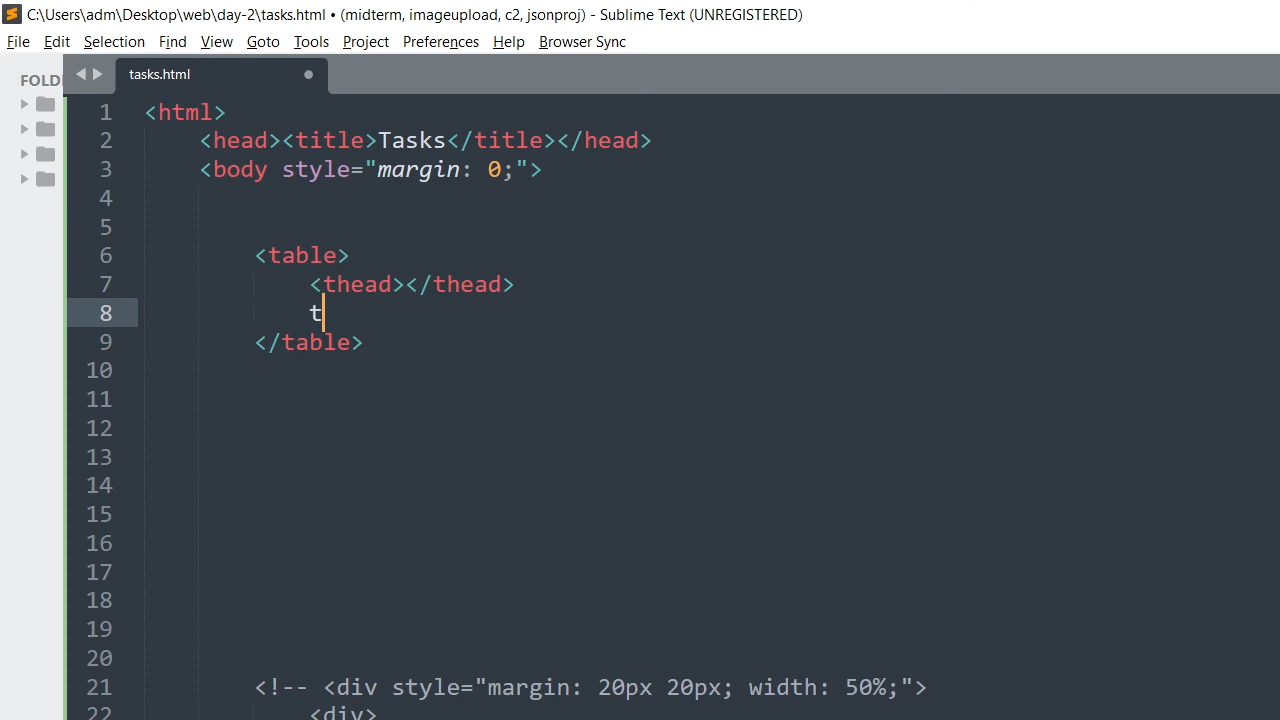 C:\Users\adm\Desktop\web\day-2\tasks.html • (midterm, imageupload, c2, jsonproj) - Sublime Text (UNREGISTERED)
File Edit Selection Find View Goto Tools Project Preferences Help Browser Sync
FOLD
tasks.html
1 <html>
2 <head><title>Tasks</title></head>
3 <body style="margin: 0;">
4
5
6 <table>
7 <thead></thead>
8 t
9 </table>
10
11
12
13
14
15
16
17
18
19
20
21 <!-- <div style="margin: 20px 20px; width: 50%;">
22 <div>